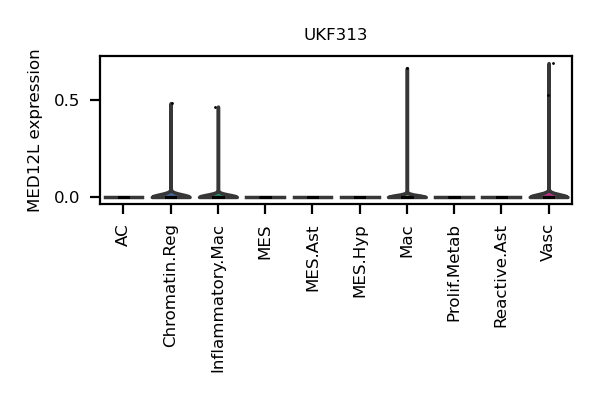 UKF313
MED12L expression
0.5
0.0
AC
Chromatin.Reg
Inflammatory.Mac
MES
MES.Ast
MES.Hyp
Mac
Prolif.Metab
Reactive.Ast
Vasc